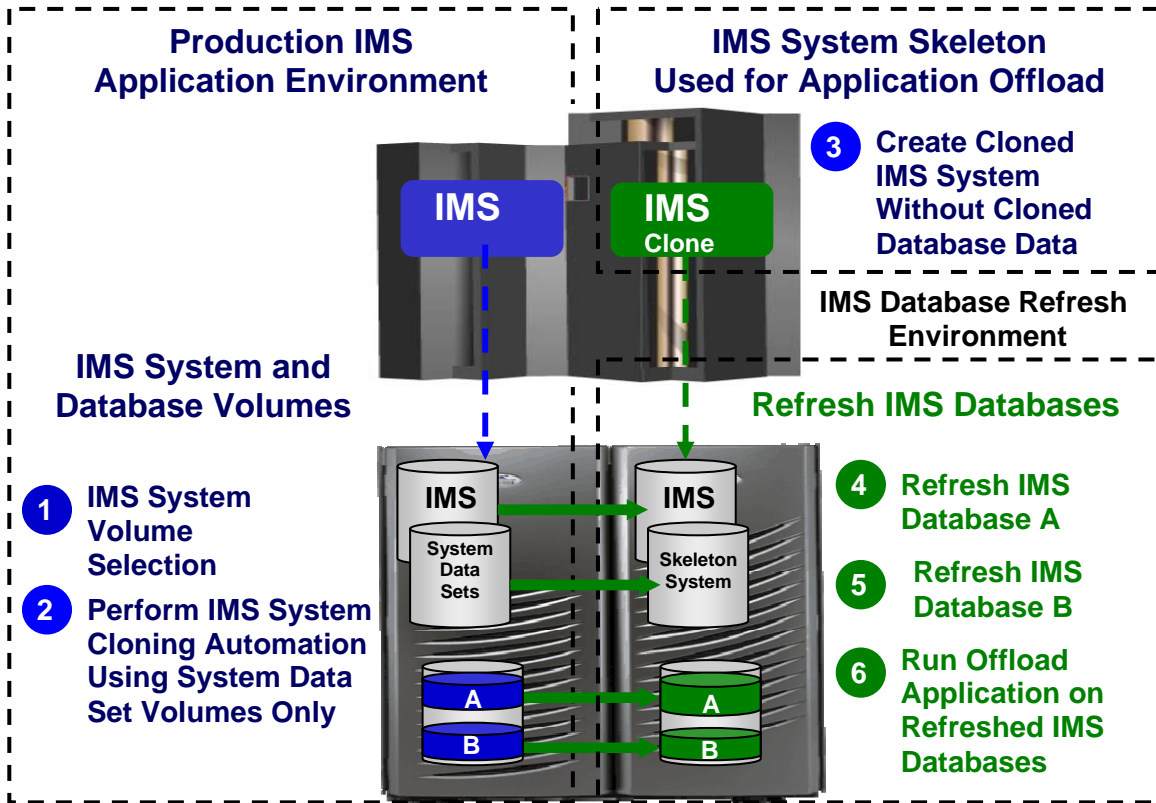 Production IMS
Application Environment
IMS System Skeleton
Used for Application Offload
3
Create Cloned
IMS System
Without Cloned
Database Data
IMS
IMS
Clone
IMS Database Refresh
Environment
IMS System and
Database Volumes
Refresh IMS Databases
1
IMS System
Volume
Selection
2
Perform IMS System
Cloning Automation
Using System Data
Set Volumes Only
IMS
System
Data
Sets
A
B
IMS
Skeleton
System
A
B
4
Refresh IMS
Database A
5
Refresh IMS
Database B
6
Run Offload
Application on
Refreshed IMS
Databases